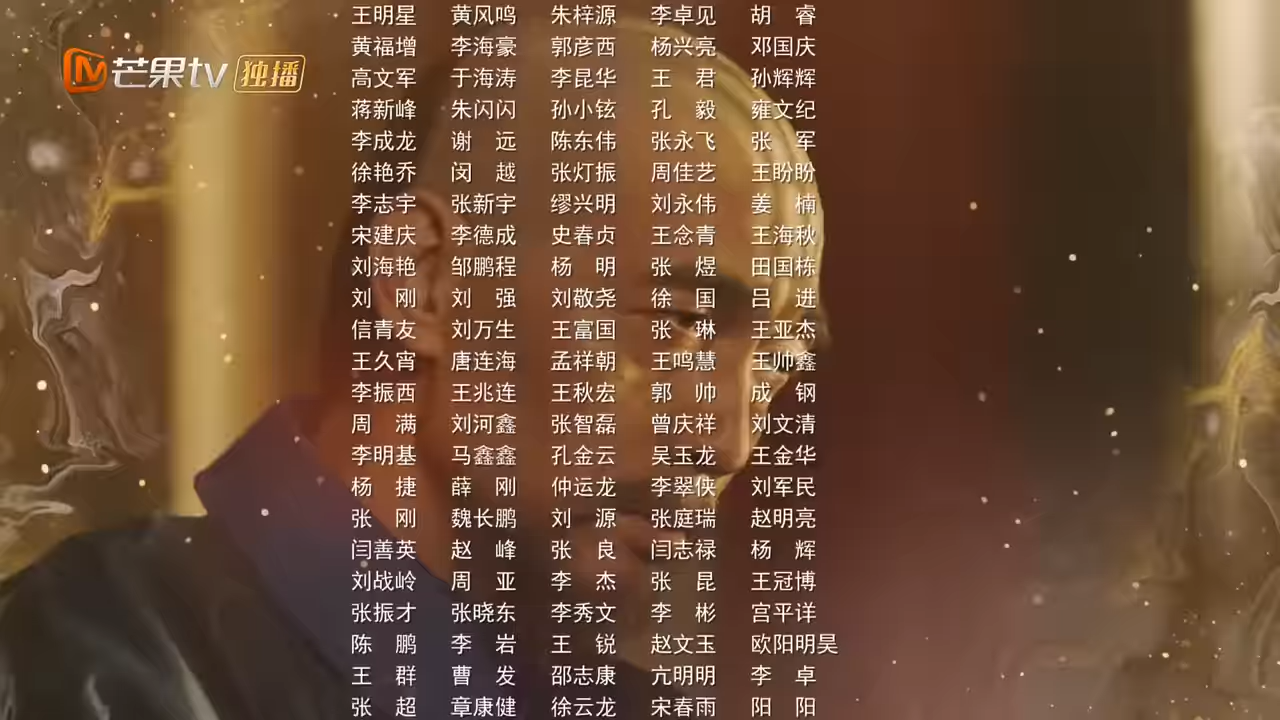 王明星 黄风鸣 朱梓源 李卓见 胡 睿
黄福增 李海豪 郭彦西 杨兴亮 邓国庆
芒果tv 独播
高文军 于海涛 李昆华 王 君 孙辉辉
蒋新峰 朱闪闪 孙小铉 孔 毅 雍文纪
李成龙 谢 远 陈东伟 张永飞 张 军
徐艳乔 闵 越 张灯振 周佳艺 王盼盼
李志宇 张新宇 缪兴明 刘永伟 姜 楠
宋建庆 李德成 史春贞 王念青 王海秋
刘海艳 邹鹏程 杨 明 张 煜 田国栋
刘 刚 刘 强 刘敬尧 徐 国 吕 进
信青友 刘万生 王富国 张 琳 王亚杰
王久宵 唐连海 孟祥朝 王鸣慧 王帅鑫
李振西 王兆连 王秋宏 郭 帅 成 钢
周 满 刘河鑫 张智磊 曾庆祥 刘文清
李明基 马鑫鑫 孔金云 吴玉龙 王金华
杨 捷 薛 刚 仲运龙 李翠侠 刘军民
张 刚 魏长鹏 刘 源 张庭瑞 赵明亮
闫善英 赵 峰 张 良 闫志禄 杨 辉
刘战岭 周 亚 李 杰 张 昆 王冠博
张振才 张晓东 李秀文 李 彬 宫平详
陈 鹏 李 岩 王 锐 赵文玉 欧阳明昊
王 群 曹 发 邵志康 亢明明 李 卓
张 超 章康健 徐云龙 宋春雨 阳 阳